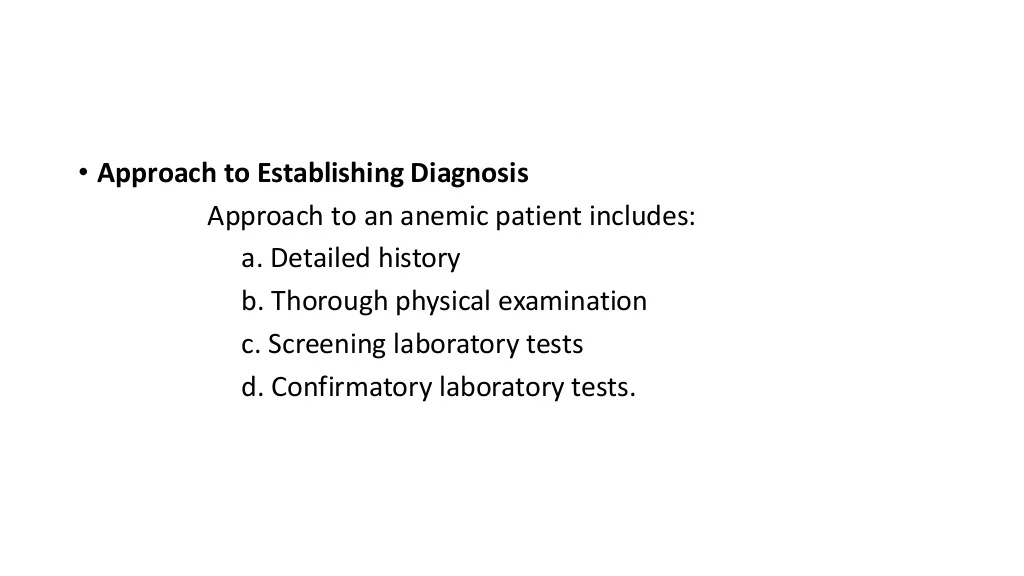 • Approach to Establishing Diagnosis
Approach to an anemic patient includes:
a. Detailed history
b. Thorough physical examination
c. Screening laboratory tests
d. Confirmatory laboratory tests.